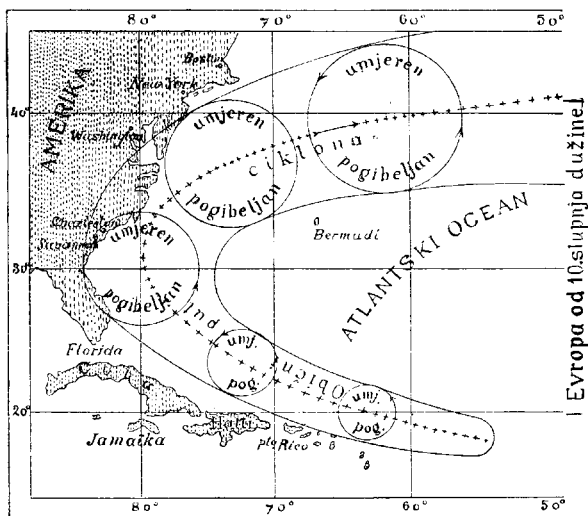 80°
70°
60°
50°
AMERIKA
Boston
New-York
umjeren
umjeren
40°
Washington
ciklona
pogibeljan
pogibeljan
Charleston
umjeren
Bermudi
ATLANTSKI OCEAN
30°
pogibeljan
Florida
umj.
Obični
pog.
umj.
20°
pog.
Jamaika
Haiti
pto Rico
80°
70°
60°
50°
Evropa od 10.stupnja dužine